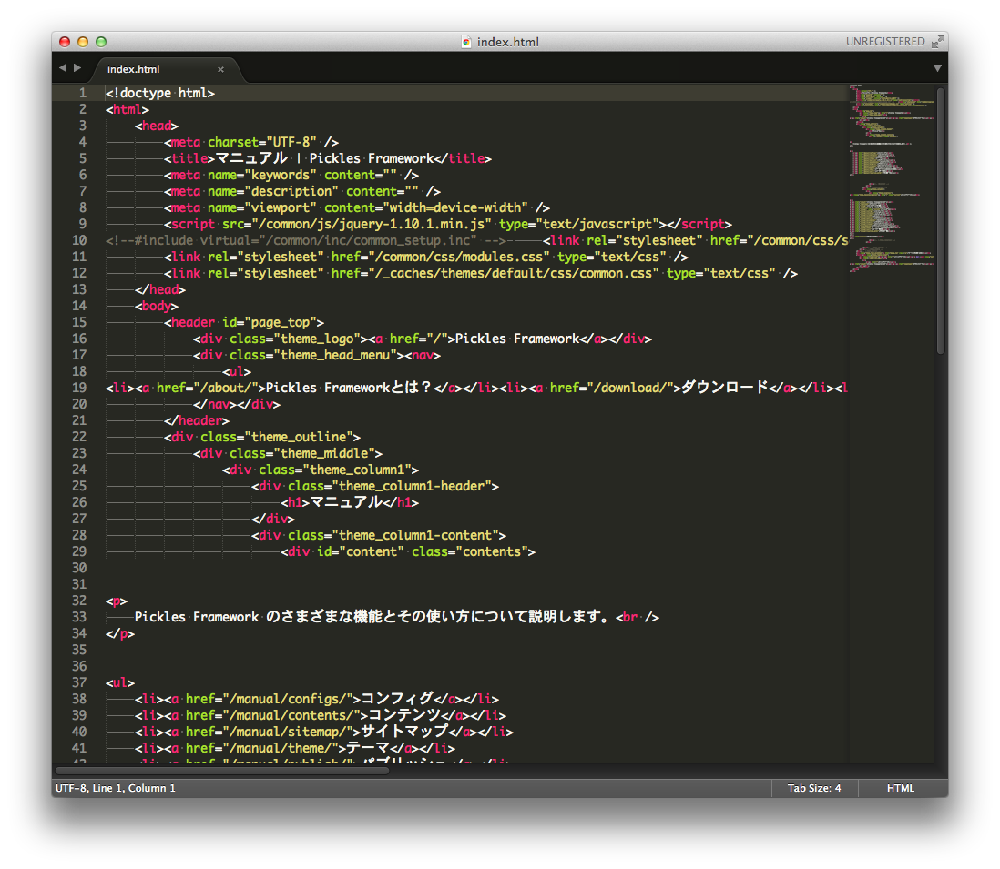 index.html
UNREGISTERED
index.html
1 <!doctype html>
2 <html>
3 <head>
4 <meta charset="UTF-8" />
5 <title>マニュアル | Pickles Framework</title>
6 <meta name="keywords" content="" />
7 <meta name="description" content="" />
8 <meta name="viewport" content="width=device-width" />
9 <script src="/common/js/jquery-1.10.1.min.js" type="text/javascript"></script>
10 <!--#include virtual="/common/inc/common_setup.inc" --> <link rel="stylesheet" href="/common/css/s
11 <link rel="stylesheet" href="/common/css/modules.css" type="text/css" />
12 <link rel="stylesheet" href="/_caches/themes/default/css/common.css" type="text/css" />
13 </head>
14 <body>
15 <header id="page_top">
16 <div class="theme_logo"><a href="/">Pickles Framework</a></div>
17 <div class="theme_head_menu"><nav>
18 <ul>
19 <li><a href="/about/">Pickles Frameworkとは？</a></li><li><a href="/download/">ダウンロード</a></li><l
20 </nav></div>
21 </header>
22 <div class="theme_outline">
23 <div class="theme_middle">
24 <div class="theme_column1">
25 <div class="theme_column1-header">
26 <h1>マニュアル</h1>
27 </div>
28 <div class="theme_column1-content">
29 <div id="content" class="contents">
30
31
32 <p>
33 Pickles Framework のさまざまな機能とその使い方について説明します。<br />
34 </p>
35
36
37 <ul>
38 <li><a href="/manual/configs/">コンフィグ</a></li>
39 <li><a href="/manual/contents/">コンテンツ</a></li>
40 <li><a href="/manual/sitemap/">サイトマップ</a></li>
41 <li><a href="/manual/theme/">テーマ</a></li>
42 <li><a href="/manual/publish/">パブリッシュ</a></li>
UTF-8, Line 1, Column 1
Tab Size: 4
HTML